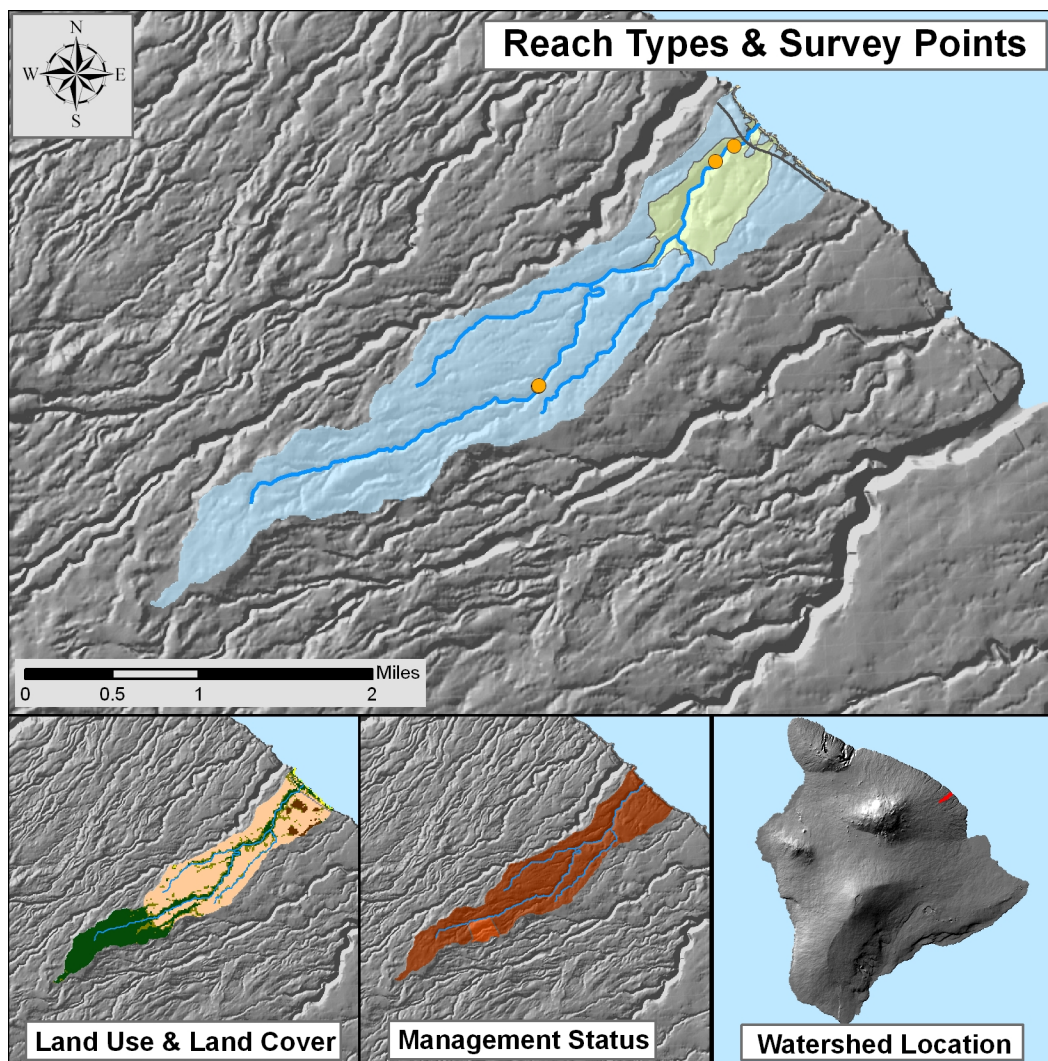 Reach Types & Survey Points
N
W E
S
Miles
0 0.5 1 2
Land Use & Land Cover
Management Status
Watershed Location